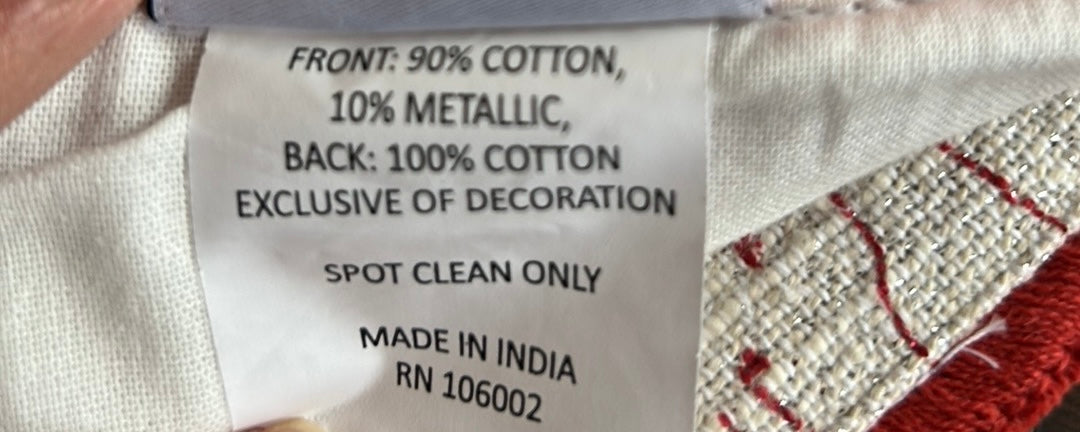 FRONT: 90% COTTON,
10% METALLIC,
BACK: 100% COTTON
EXCLUSIVE OF DECORATION
SPOT CLEAN ONLY
MADE IN INDIA
RN 106002